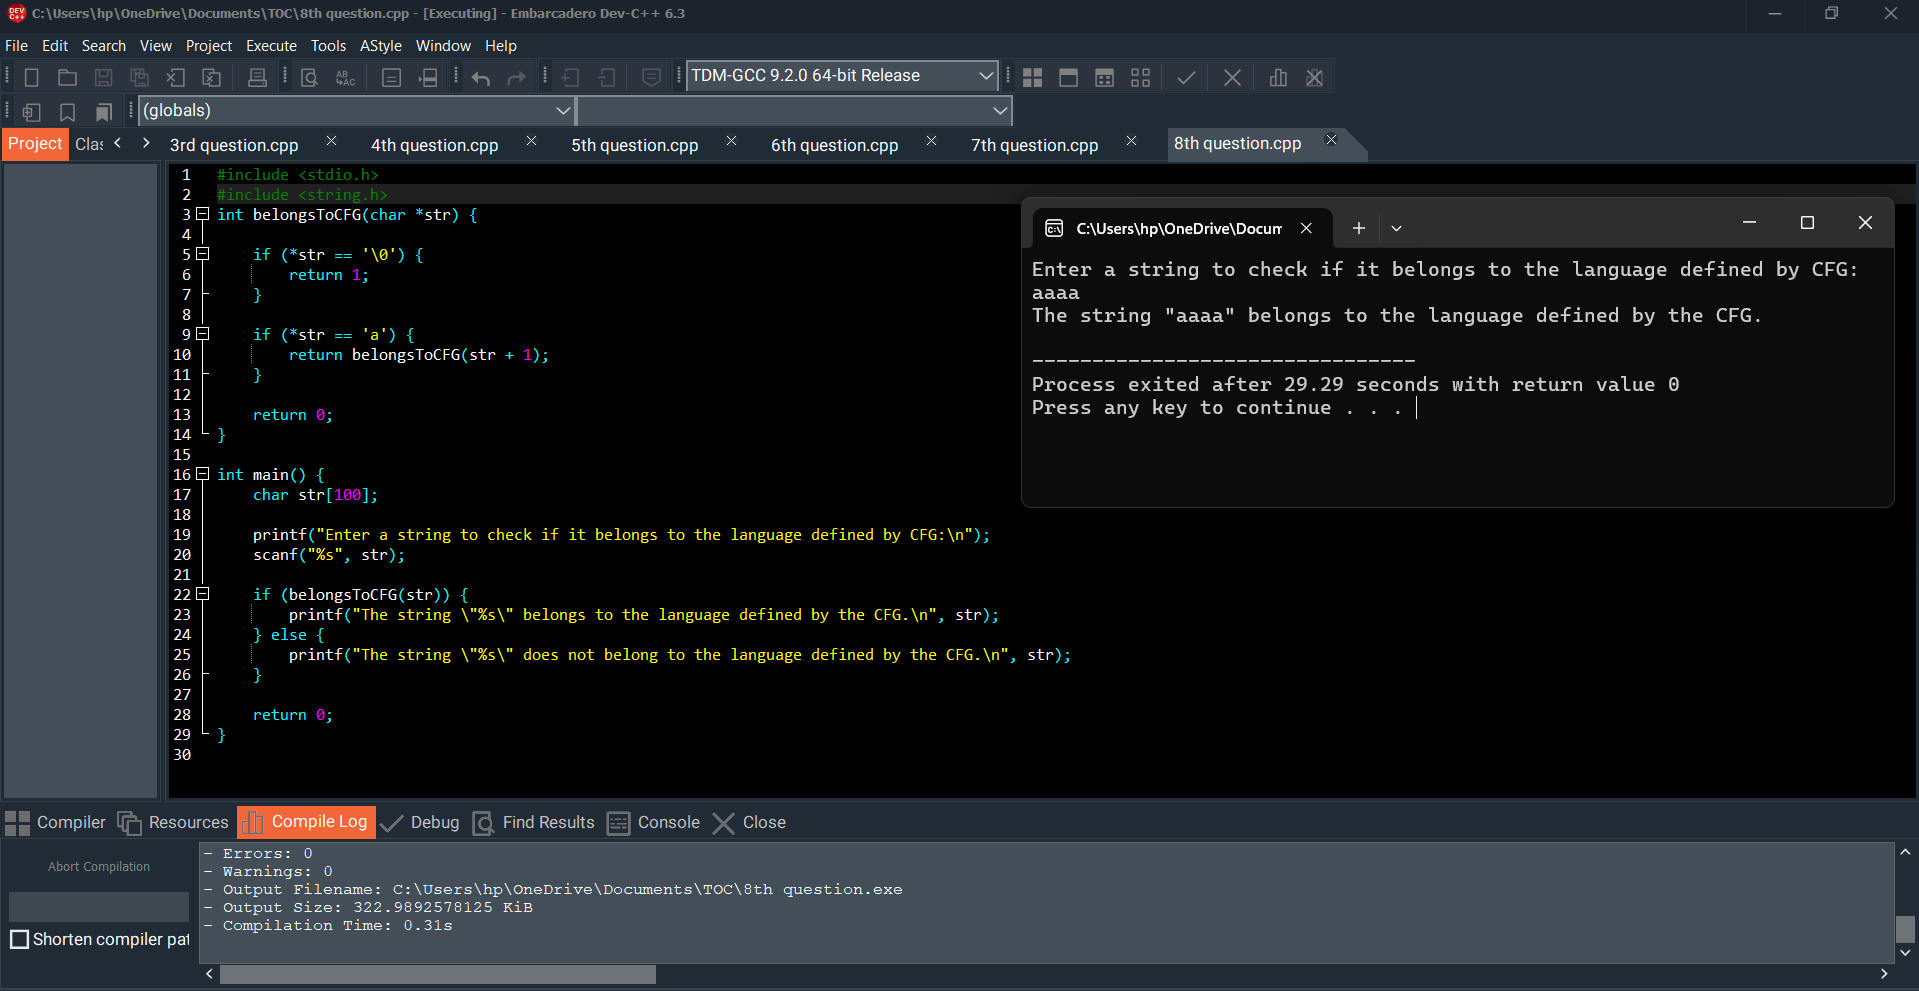 C:\Users\hp\OneDrive\Documents\TOC\8th question.cpp - [Executing] - Embarcadero Dev-C++ 6.3
File Edit Search View Project Execute Tools AStyle Window Help
TDM-GCC 9.2.0 64-bit Release
(globals)
Project Clas 3rd question.cpp 4th question.cpp 5th question.cpp 6th question.cpp 7th question.cpp 8th question.cpp
1 #include <stdio.h>
2 #include <string.h>
3 int belongsToCFG(char *str) {
4
5 if (*str == '\0') {
6 return 1;
7 }
8
9 if (*str == 'a') {
10 return belongsToCFG(str + 1);
11 }
12
13 return 0;
14 }
15
16 int main() {
17 char str[100];
18
19 printf("Enter a string to check if it belongs to the language defined by CFG:\n");
20 scanf("%s", str);
21
22 if (belongsToCFG(str)) {
23 printf("The string \"%s\" belongs to the language defined by the CFG.\n", str);
24 } else {
25 printf("The string \"%s\" does not belong to the language defined by the CFG.\n", str);
26 }
27
28 return 0;
29 }
30
C:\Users\hp\OneDrive\Docum
Enter a string to check if it belongs to the language defined by CFG:
aaaa
The string "aaaa" belongs to the language defined by the CFG.
--------------------------------
Process exited after 29.29 seconds with return value 0
Press any key to continue . . .
Compiler Resources Compile Log Debug Find Results Console Close
Abort Compilation
Shorten compiler pat
- Errors: 0
- Warnings: 0
- Output Filename: C:\Users\hp\OneDrive\Documents\TOC\8th question.exe
- Output Size: 322.9892578125 KiB
- Compilation Time: 0.31s